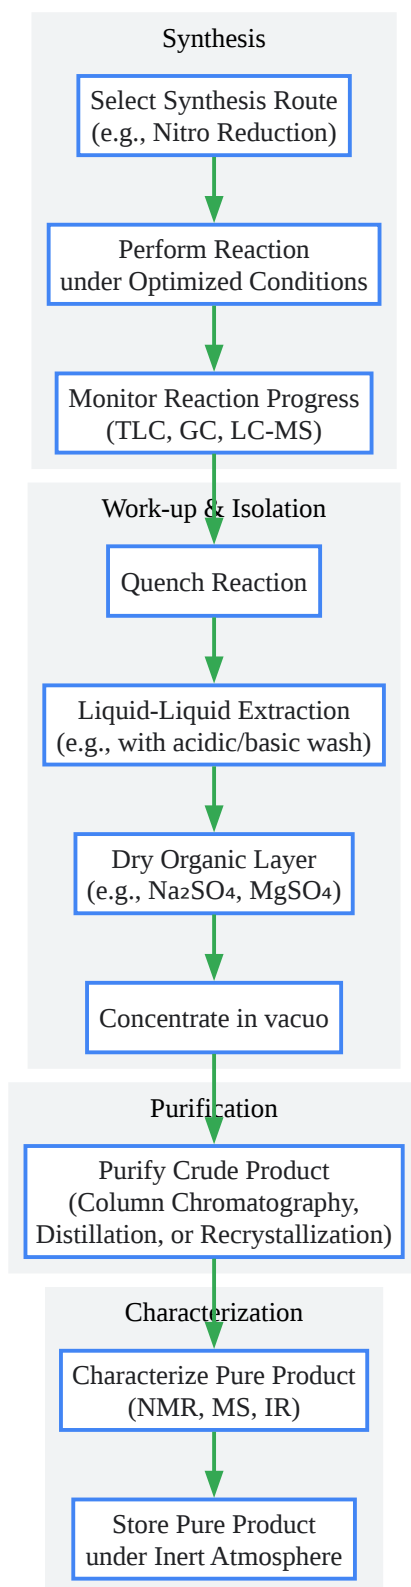 Synthesis
Select Synthesis Route
(e.g., Nitro Reduction)
Perform Reaction
under Optimized Conditions
Monitor Reaction Progress
(TLC, GC, LC-MS)
Work-up & Isolation
Quench Reaction
Liquid-Liquid Extraction
(e.g., with acidic/basic wash)
Dry Organic Layer
(e.g., Na₂SO₄, MgSO₄)
Concentrate in vacuo
Purification
Purify Crude Product
(Column Chromatography,
Distillation, or Recrystallization)
Characterization
Characterize Pure Product
(NMR, MS, IR)
Store Pure Product
under Inert Atmosphere